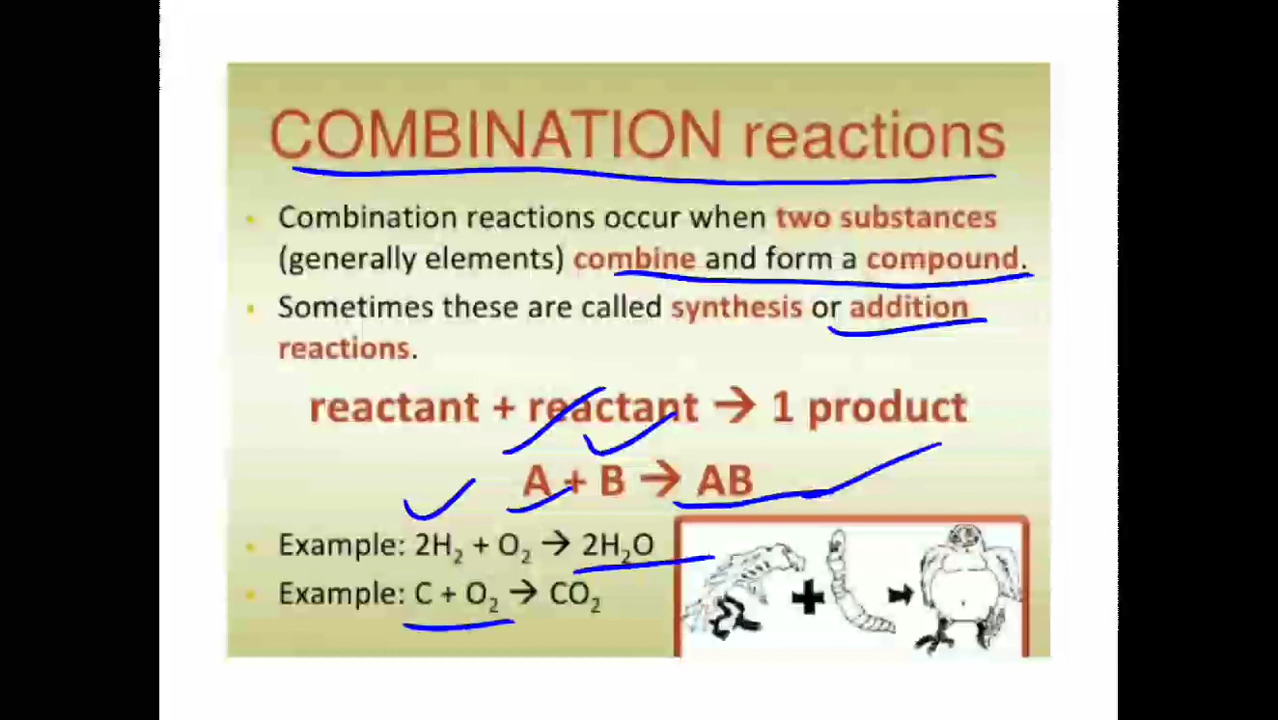 COMBINATION reactions
• Combination reactions occur when two substances
(generally elements) combine and form a compound.
• Sometimes these are called synthesis or addition
reactions.
reactant + reactant → 1 product
A + B → AB
• Example: 2H₂ + O₂ → 2H₂O
• Example: C + O₂ → CO₂